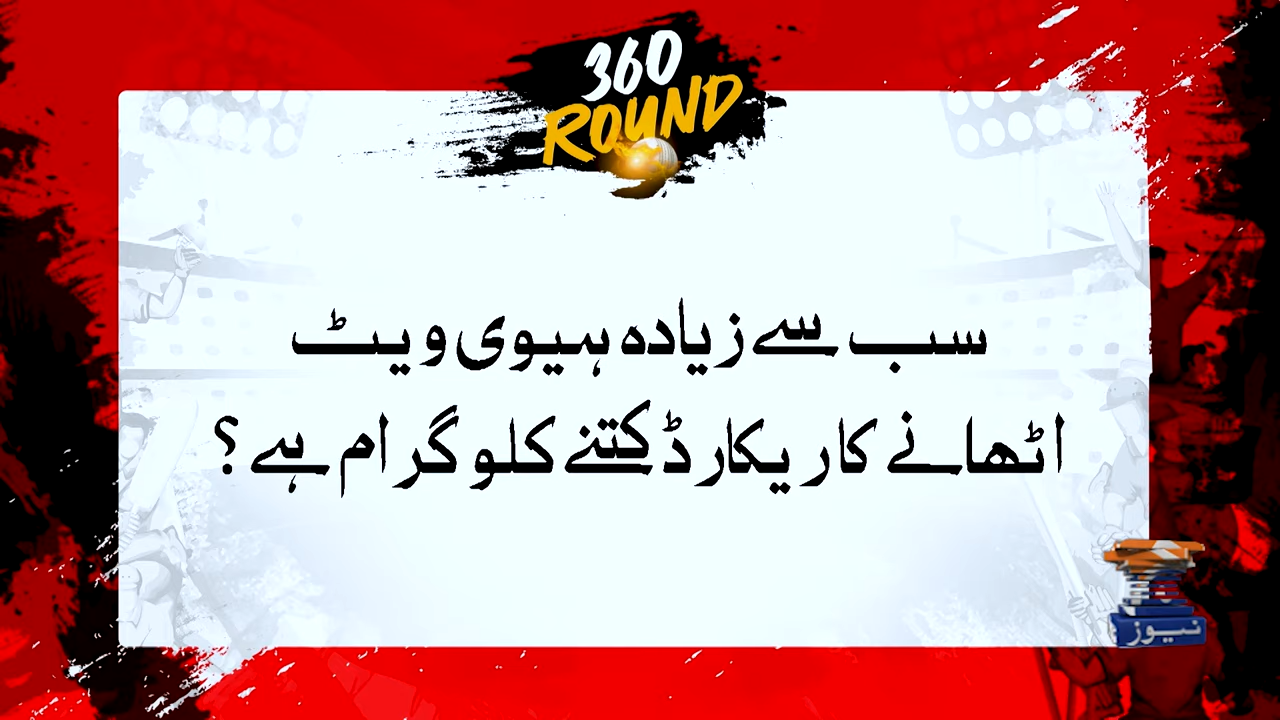 360
ROUND
سب سے زیادہ ہیوی ویٹ
اٹھانے کا ریکارڈ کتنے کلو گرام ہے؟
نیوز